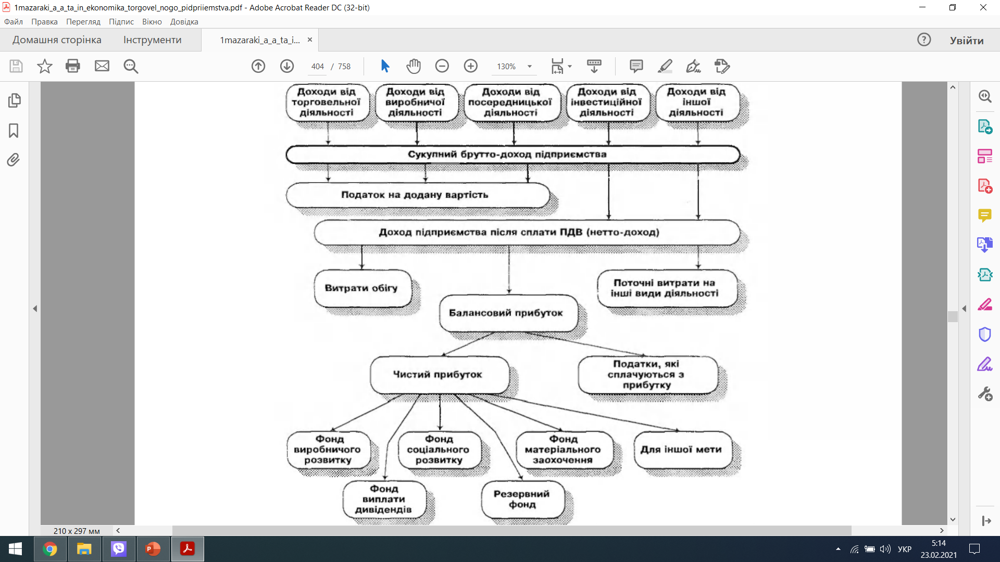 1mazaraki_a_a_ta_in_ekonomika_torgovel_nogo_pidpriiemstva.pdf - Adobe Acrobat Reader DC (32-bit)
Файл Правка Перегляд Підпис Вікно Довідка
Домашня сторінка Інструменти 1mazaraki_a_a_ta_i... × ? Увійти
404 / 758 130%
Доходи від
торговельної
діяльності
Доходи від
виробничої
діяльності
Доходи від
посередницької
діяльності
Доходи від
інвестиційної
діяльності
Доходи від
іншої
діяльності
Сукупний брутто-доход підприємства
Податок на додану вартість
Доход підприємства після сплати ПДВ (нетто-доход)
Витрати обігу
Поточні витрати на
інші види діяльності
Балансовий прибуток
Чистий прибуток
Податки, які
сплачуються з
прибутку
Фонд
виробничого
розвитку
Фонд
соціального
розвитку
Фонд
матеріального
заохочення
Для іншої мети
Фонд
виплати
дивідендів
Резервний
фонд
210 x 297 мм
УКР
5:14
23.02.2021